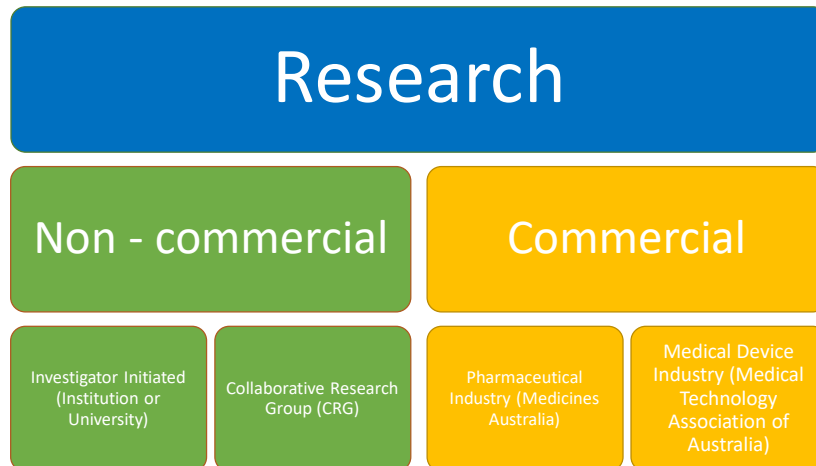 Research
Non - commercial
Commercial
Investigator Initiated
(Institution or
University)
Collaborative Research
Group (CRG)
Pharmaceutical
Industry (Medicines
Australia)
Medical Device
Industry (Medical
Technology
Association of
Australia)